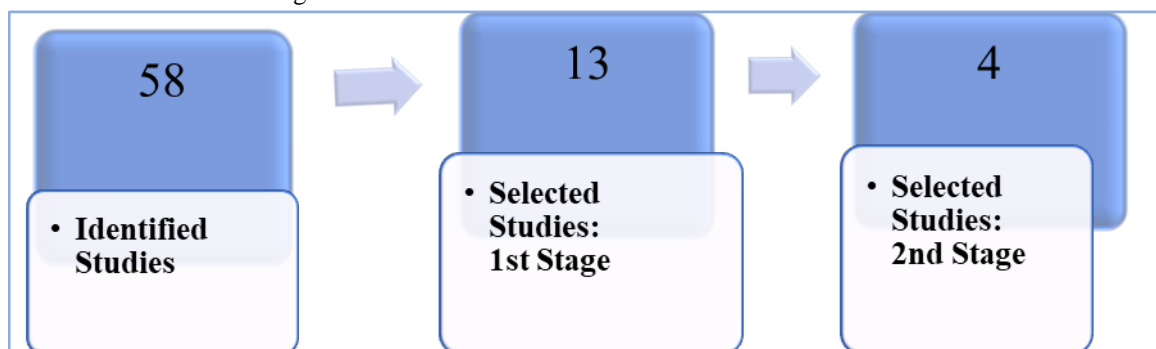 58
• Identified
Studies
13
• Selected
Studies:
1st Stage
4
• Selected
Studies:
2nd Stage